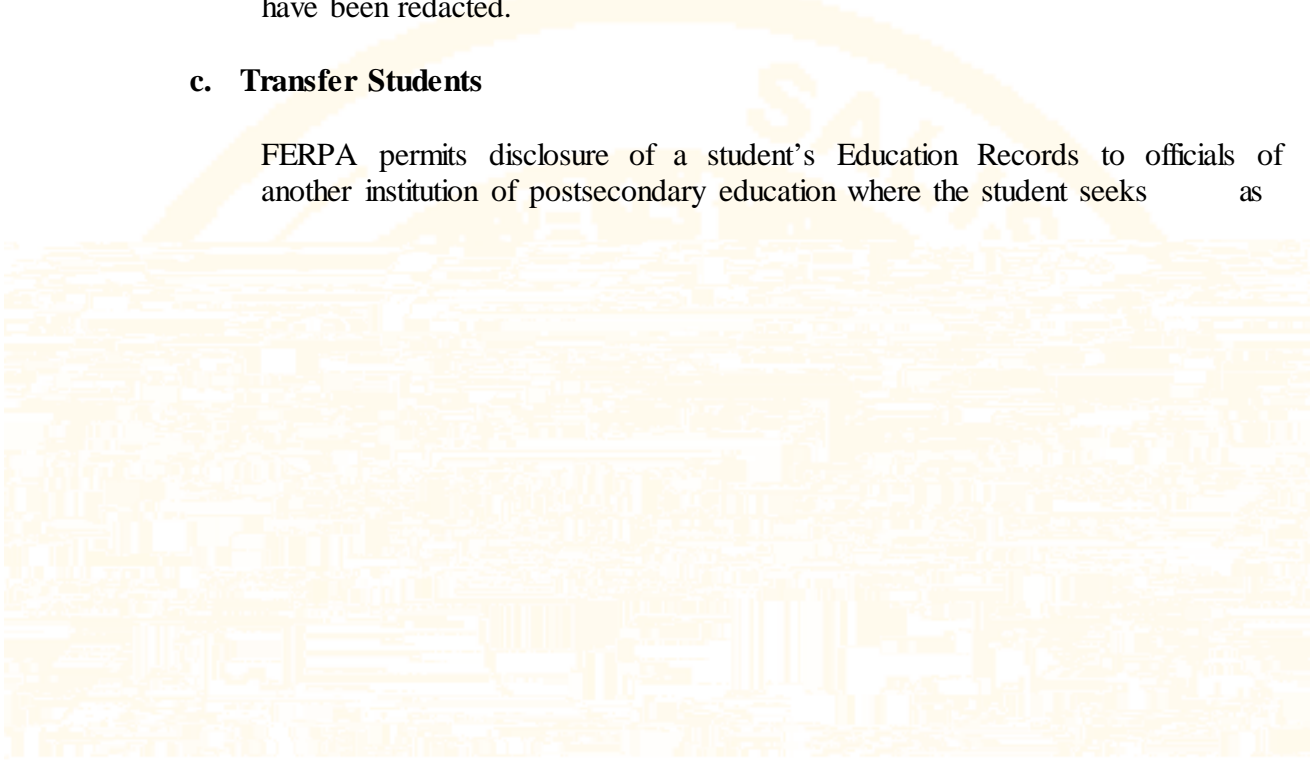 have been redacted.
c. Transfer Students
FERPA permits disclosure of a student’s Education Records to officials of
another institution of postsecondary education where the student seeks as
SALIS